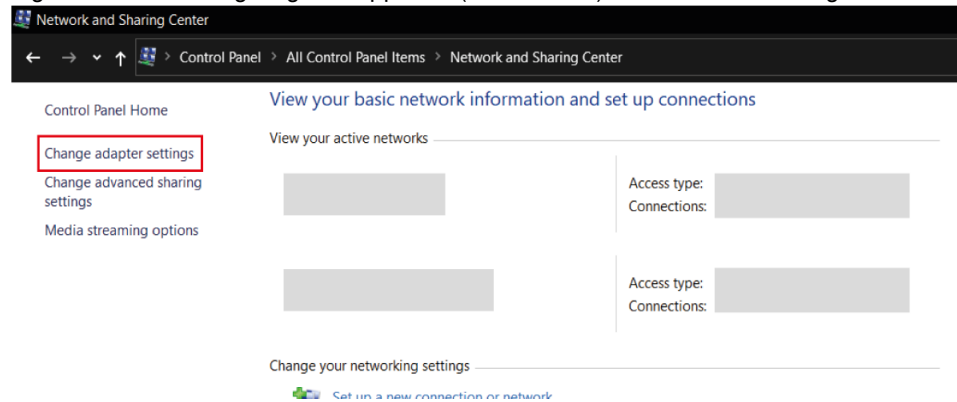 Network and Sharing Center
Control Panel > All Control Panel Items > Network and Sharing Center
Control Panel Home
Change adapter settings
Change advanced sharing
settings
Media streaming options
View your basic network information and set up connections
View your active networks
Access type:
Connections:
Access type:
Connections:
Change your networking settings
Set up a new connection or network